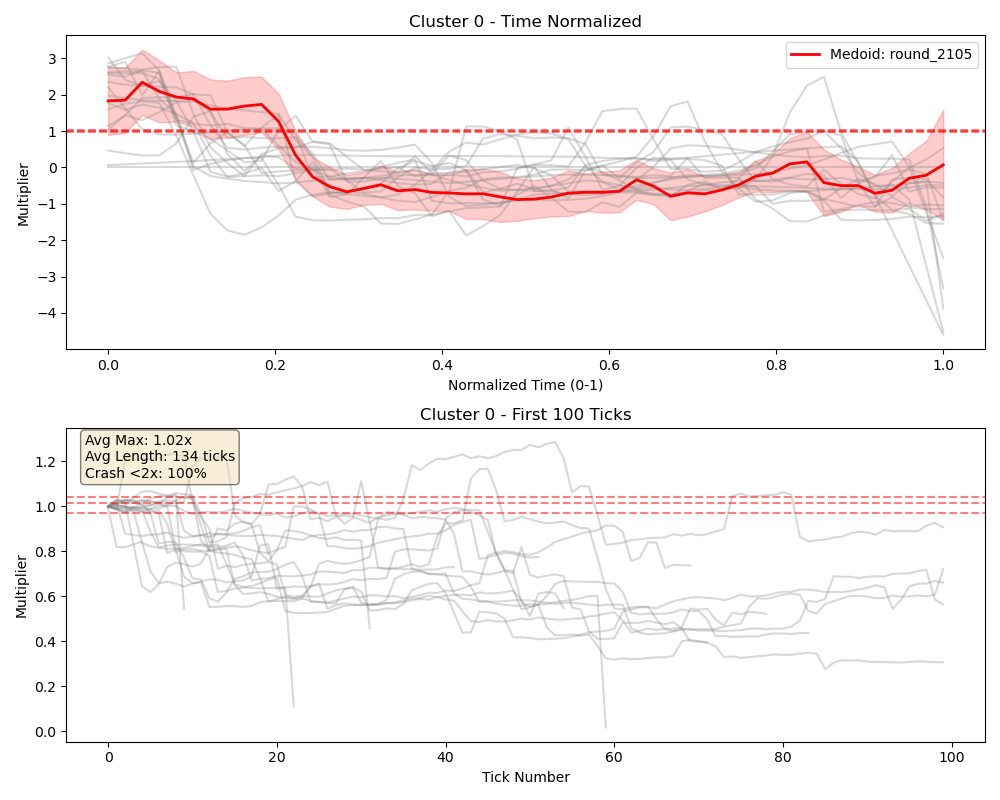 Cluster 0 - Time Normalized
Medoid: round_2105
Multiplier
3
2
1
0
−1
−2
−3
−4
0.0 0.2 0.4 0.6 0.8 1.0
Normalized Time (0-1)
Cluster 0 - First 100 Ticks
Avg Max: 1.02x
Avg Length: 134 ticks
Crash <2x: 100%
Multiplier
1.2
1.0
0.8
0.6
0.4
0.2
0.0
0 20 40 60 80 100
Tick Number